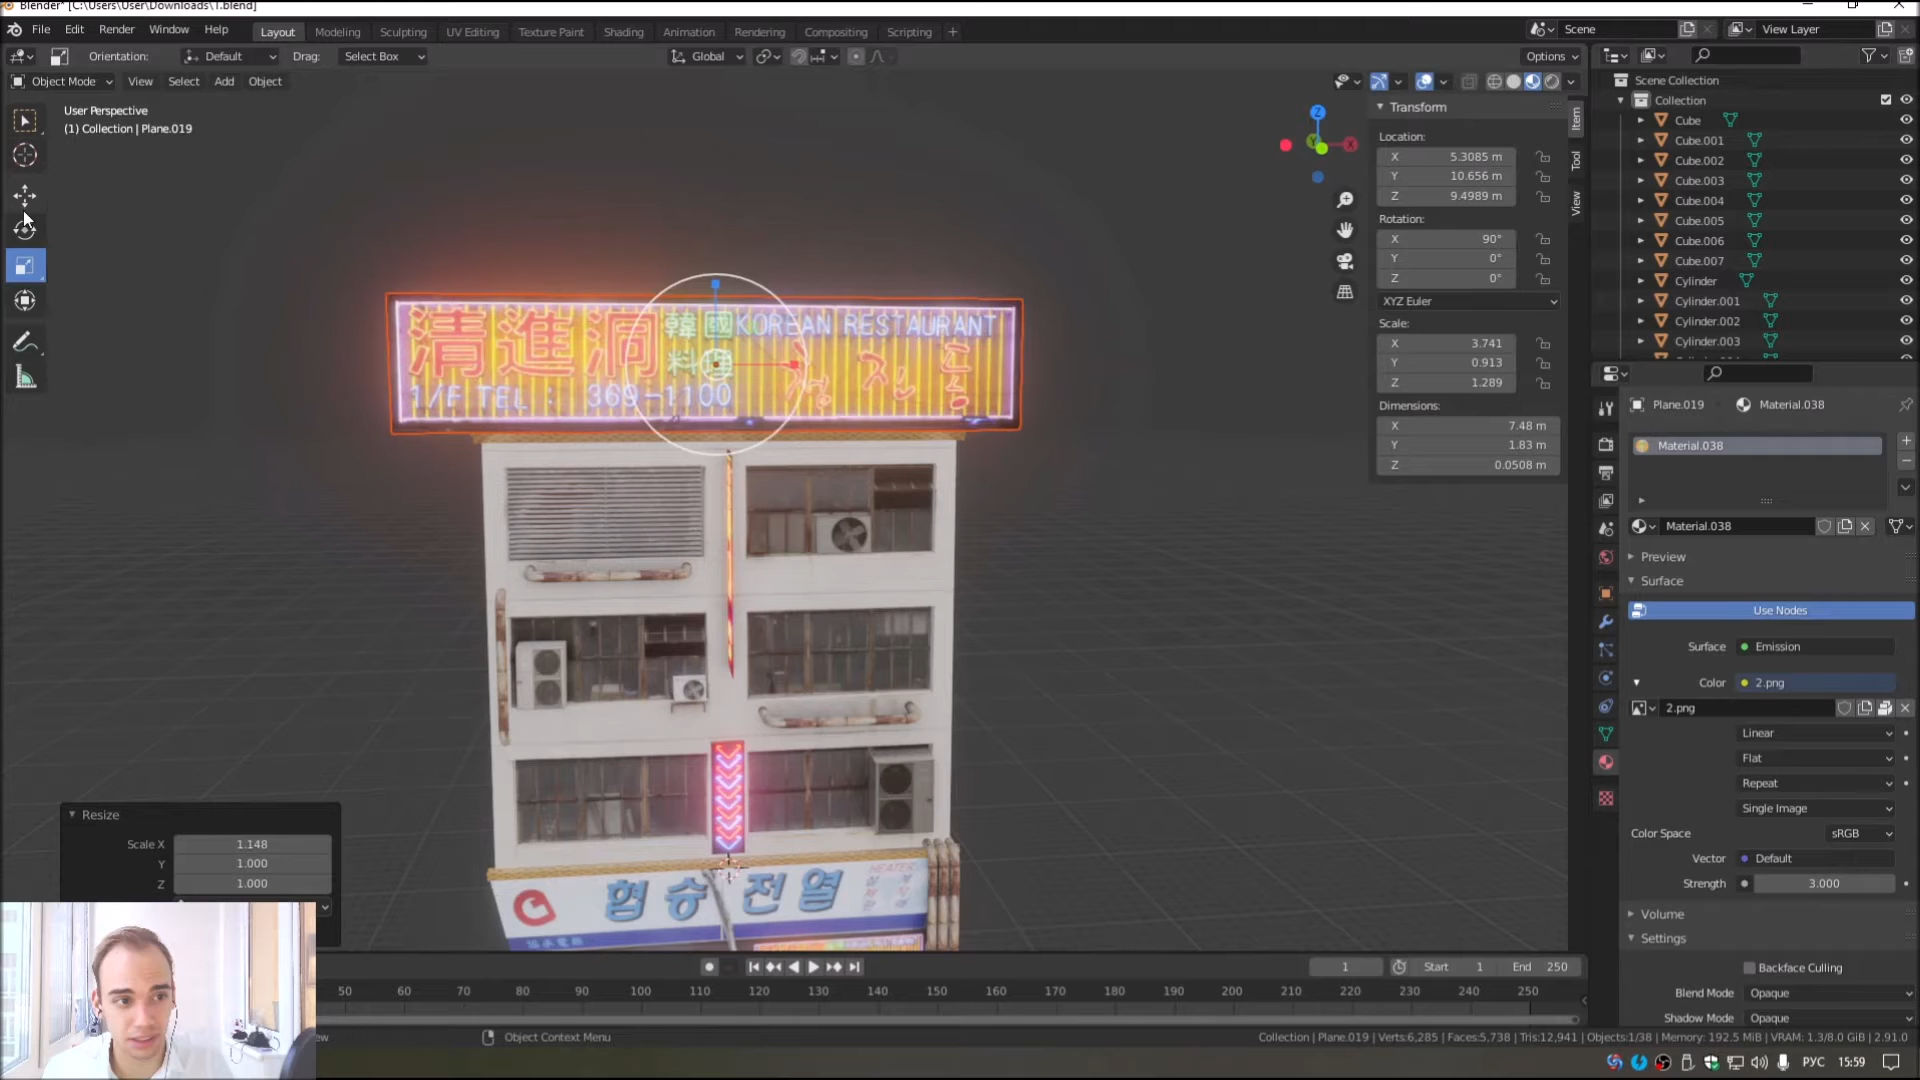 Blender* [C:\Users\User\Downloads\1.blend]
File Edit Render Window Help Layout Modeling Sculpting UV Editing Texture Paint Shading Animation Rendering Compositing Scripting + Scene View Layer
Orientation: Default Drag: Select Box Global Options
Object Mode View Select Add Object
User Perspective
(1) Collection | Plane.019
Transform
Location:
X 5.3085 m
Y 10.656 m
Z 9.4989 m
Rotation:
X 90°
Y 0°
Z 0°
XYZ Euler
Scale:
X 3.741
Y 0.913
Z 1.289
Dimensions:
X 7.48 m
Y 1.83 m
Z 0.0508 m
Item
Tool
View
Z
Y
X
清進洞 韓國 KOREAN RESTAURANT
料理 청진동
1/F TEL : 369-1100
협승전열
HEATER
Resize
Scale X 1.148
Y 1.000
Z 1.000
Scene Collection
Collection
Cube
Cube.001
Cube.002
Cube.003
Cube.004
Cube.005
Cube.006
Cube.007
Cylinder
Cylinder.001
Cylinder.002
Cylinder.003
Plane.019 Material.038
Material.038
Material.038
Preview
Surface
Use Nodes
Surface Emission
Color 2.png
2.png
Linear
Flat
Repeat
Single Image
Color Space sRGB
Vector Default
Strength 3.000
Volume
Settings
Backface Culling
Blend Mode Opaque
Shadow Mode Opaque
1 Start 1 End 250
50 60 70 80 90 100 110 120 130 140 150 160 170 180 190 200 210 220 230 240 250
Object Context Menu
Collection | Plane.019 | Verts:6,285 | Faces:5,738 | Tris:12,941 | Objects:1/38 | Memory: 192.5 MiB | VRAM: 1.3/8.0 GiB | 2.91.0
РУС 15:59